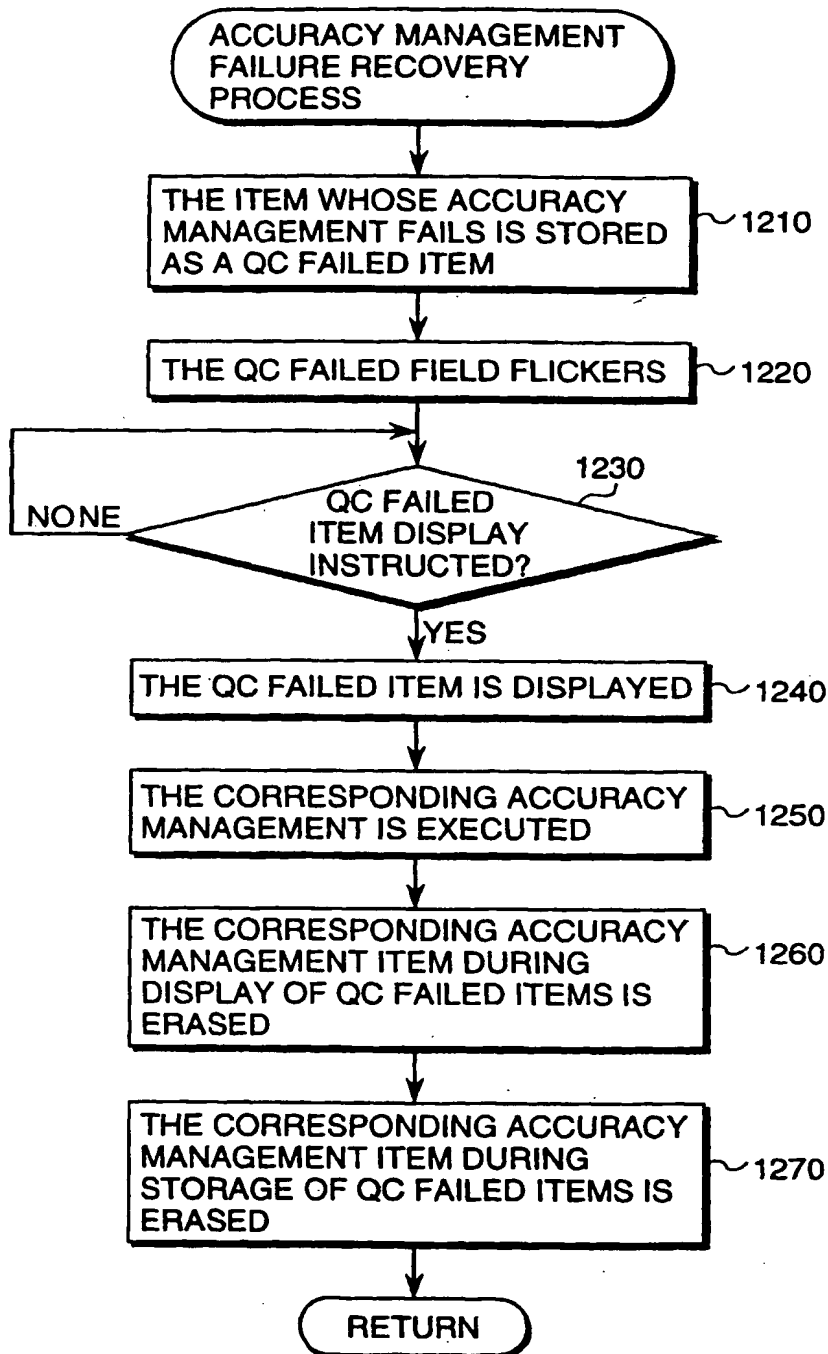 ACCURACY MANAGEMENT
FAILURE RECOVERY
PROCESS
THE ITEM WHOSE ACCURACY
MANAGEMENT FAILS IS STORED
AS A QC FAILED ITEM
1210
THE QC FAILED FIELD FLICKERS
1220
1230
NONE
QC FAILED
ITEM DISPLAY
INSTRUCTED?
YES
THE QC FAILED ITEM IS DISPLAYED
1240
THE CORRESPONDING ACCURACY
MANAGEMENT IS EXECUTED
1250
THE CORRESPONDING ACCURACY
MANAGEMENT ITEM DURING
DISPLAY OF QC FAILED ITEMS IS
ERASED
1260
THE CORRESPONDING ACCURACY
MANAGEMENT ITEM DURING
STORAGE OF QC FAILED ITEMS IS
ERASED
1270
RETURN